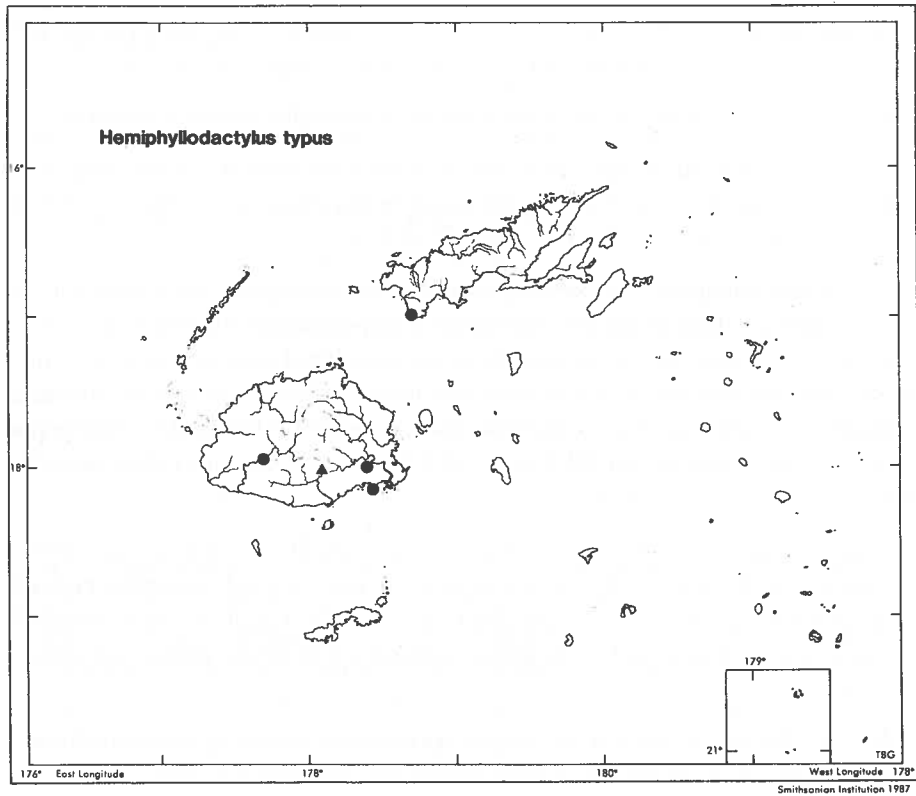 Hemiphyllodactylus typus
16°
18°
179°
21°
TBG
176° East Longitude 178° 180° West Longitude 178°
Smithsonian Institution 1987